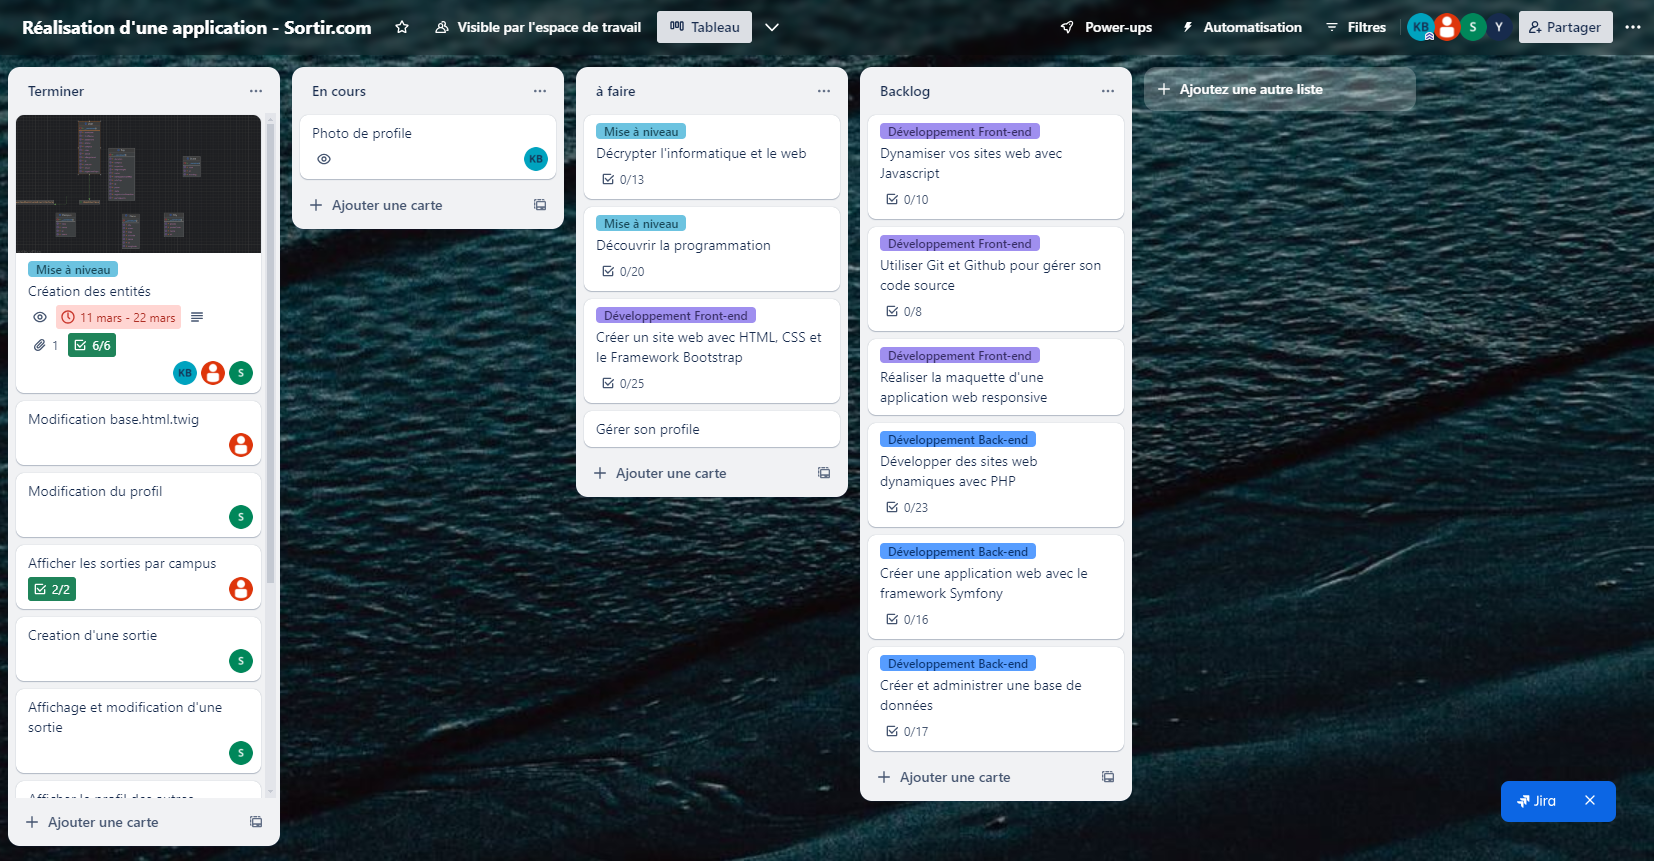 Réalisation d'une application - Sortir.com
Visible par l'espace de travail
Tableau
Power-ups
Automatisation
Filtres
KB
S
Y
Partager
Terminer
Mise à niveau
Création des entités
11 mars - 22 mars
1
6/6
KB
S
Modification base.html.twig
Modification du profil
S
Afficher les sorties par campus
2/2
Creation d'une sortie
S
Affichage et modification d'une
sortie
S
Afficher le profil des autres
Ajouter une carte
En cours
Photo de profile
KB
Ajouter une carte
à faire
Mise à niveau
Décrypter l'informatique et le web
0/13
Mise à niveau
Découvrir la programmation
0/20
Développement Front-end
Créer un site web avec HTML, CSS et
le Framework Bootstrap
0/25
Gérer son profile
Ajouter une carte
Backlog
Développement Front-end
Dynamiser vos sites web avec
Javascript
0/10
Développement Front-end
Utiliser Git et Github pour gérer son
code source
0/8
Développement Front-end
Réaliser la maquette d'une
application web responsive
Développement Back-end
Développer des sites web
dynamiques avec PHP
0/23
Développement Back-end
Créer une application web avec le
framework Symfony
0/16
Développement Back-end
Créer et administrer une base de
données
0/17
Ajouter une carte
Ajoutez une autre liste
Jira